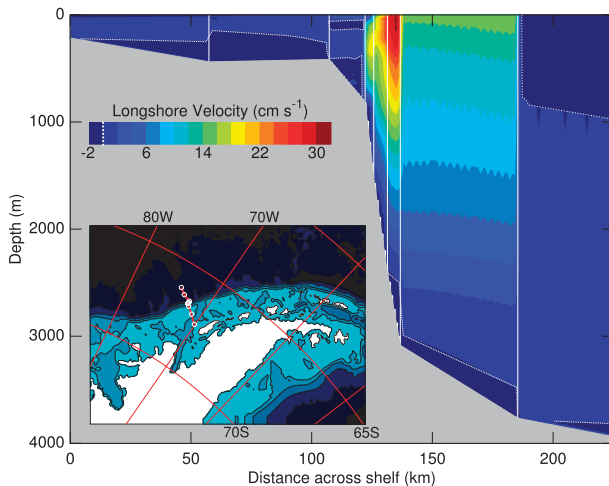 0
1000
2000
3000
4000
Depth (m)
Longshore Velocity (cm s⁻¹)
-2 6 14 22 30
80W 70W
70S 65S
0 50 100 150 200
Distance across shelf (km)